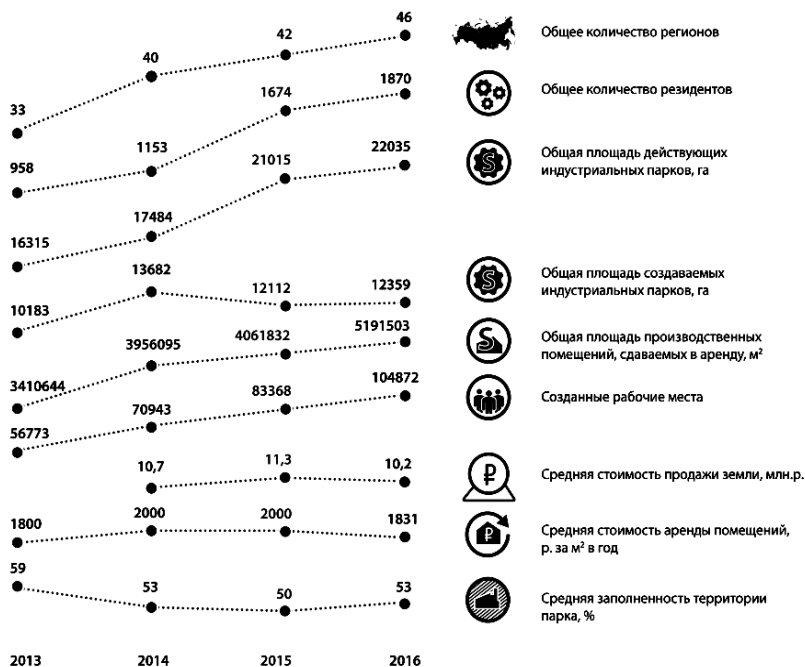 33 40 42 46
Общее количество регионов
958 1153 1674 1870
Общее количество резидентов
16315 17484 21015 22035
Общая площадь действующих
индустриальных парков, га
10183 13682 12112 12359
Общая площадь создаваемых
индустриальных парков, га
3410644 3956095 4061832 5191503
Общая площадь производственных
помещений, сдаваемых в аренду, м²
56773 70943 83368 104872
Созданные рабочие места
10,7 11,3 10,2
Средняя стоимость продажи земли, млн.р.
1800 2000 2000 1831
Средняя стоимость аренды помещений,
р. за м² в год
59 53 50 53
Средняя заполненность территории
парка, %
2013 2014 2015 2016